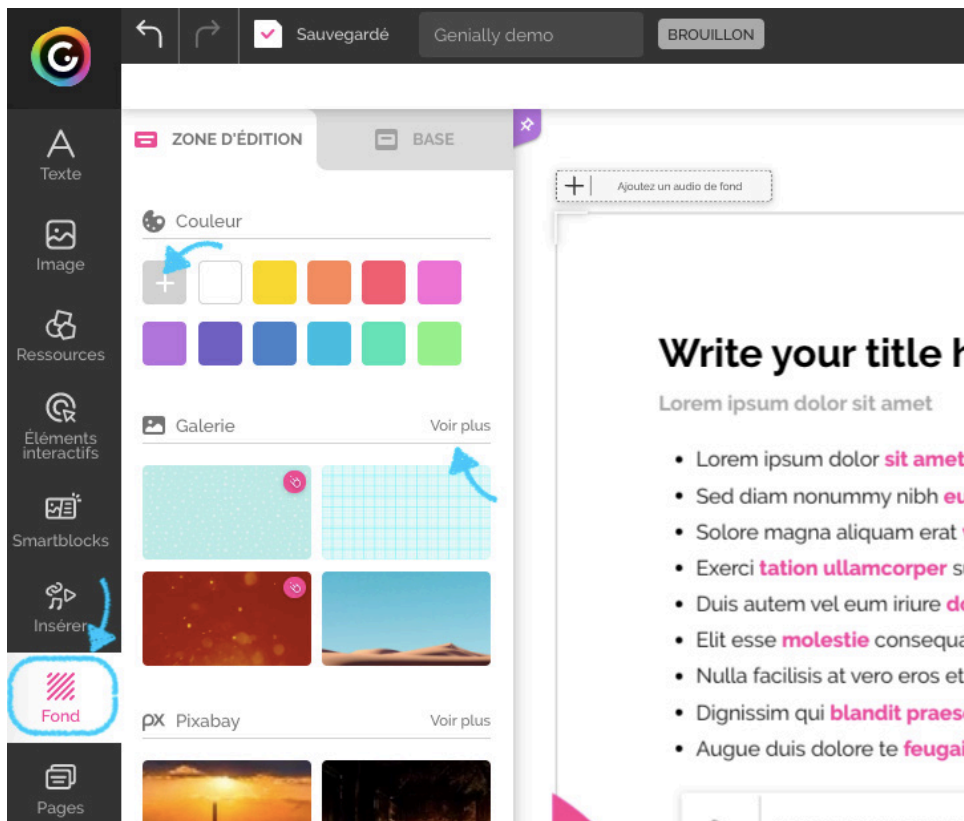 Sauvegardé
Genially demo
BROUILLON
Texte
Image
Ressources
Éléments
interactifs
Smartblocks
Insérer
Fond
Pages
ZONE D'ÉDITION
BASE
Couleur
Galerie
Voir plus
px Pixabay
Voir plus
Ajoutez un audio de fond
Write your title h
Lorem ipsum dolor sit amet
• Lorem ipsum dolor sit amet
• Sed diam nonummy nibh eu
• Solore magna aliquam erat
• Exerci tation ullamcorper su
• Duis autem vel eum iriure do
• Elit esse molestie consequa
• Nulla facilisis at vero eros et
• Dignissim qui blandit praes
• Augue duis dolore te feugai